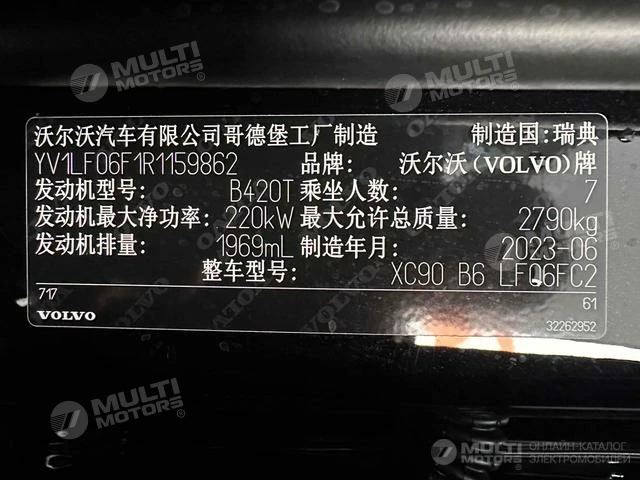 MULTI MOTORS®
沃尔沃汽车有限公司哥德堡工厂制造 制造国:瑞典
YV1LF06F1R1159862 品牌: 沃尔沃(VOLVO)牌
发动机型号: B420T 乘坐人数: 7
发动机最大净功率: 220kW 最大允许总质量: 2790kg
发动机排量: 1969mL 制造年月: 2023-06
整车型号: XC90 B6 LF06FC2
717 61
VOLVO 32262952
MULTI MOTORS®
MULTI MOTORS
ОНЛАЙН КАТАЛОГ ЭЛЕКТРОМОБИЛЕЙ